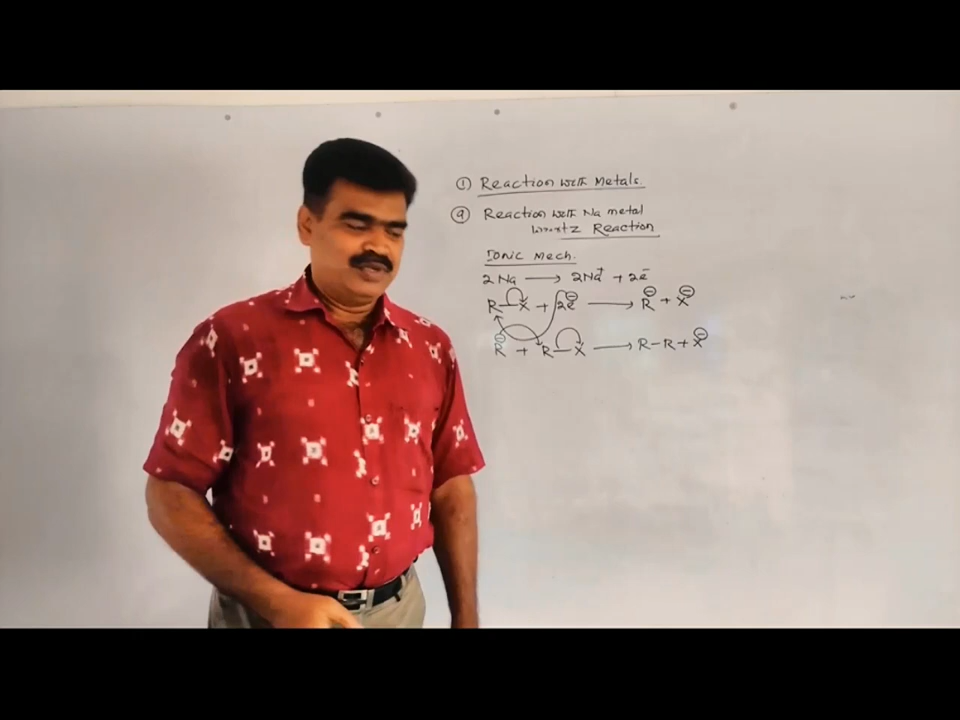 ① Reaction with Metals.
⑨ Reaction with Na metal
Wurtz Reaction
Ionic Mech.
2Na → 2Na⁺ + 2e⁻
R–X + 2e⊖ → R⊖ + X⊖
R⊖ + R–X → R–R + X⊖